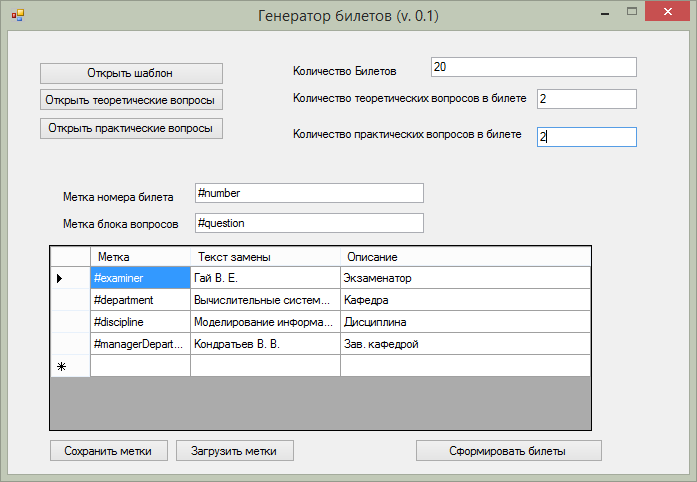 Генератор билетов (v. 0.1)
Открыть шаблон
Количество Билетов 20
Открыть теоретические вопросы
Количество теоретических вопросов в билете 2
Открыть практические вопросы
Количество практических вопросов в билете 2
Метка номера билета #number
Метка блока вопросов #question
Метка Текст замены Описание
#examiner Гай В. Е. Экзаменатор
#department Вычислительные систем... Кафедра
#discipline Моделирование информа... Дисциплина
#managerDepart... Кондратьев В. В. Зав. кафедрой
Сохранить метки Загрузить метки Сформировать билеты